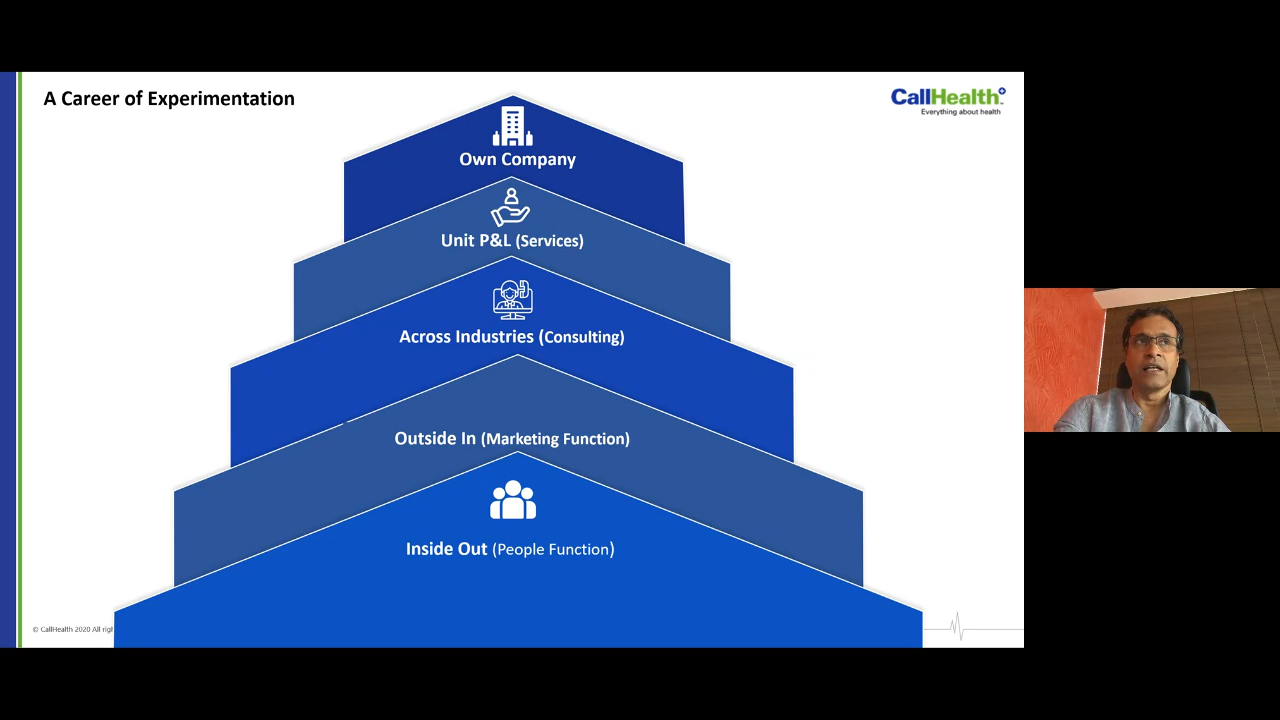 A Career of Experimentation
CallHealth
Everything about health
Own Company
Unit P&L (Services)
Across Industries (Consulting)
Outside In (Marketing Function)
Inside Out (People Function)
© CallHealth 2020 All